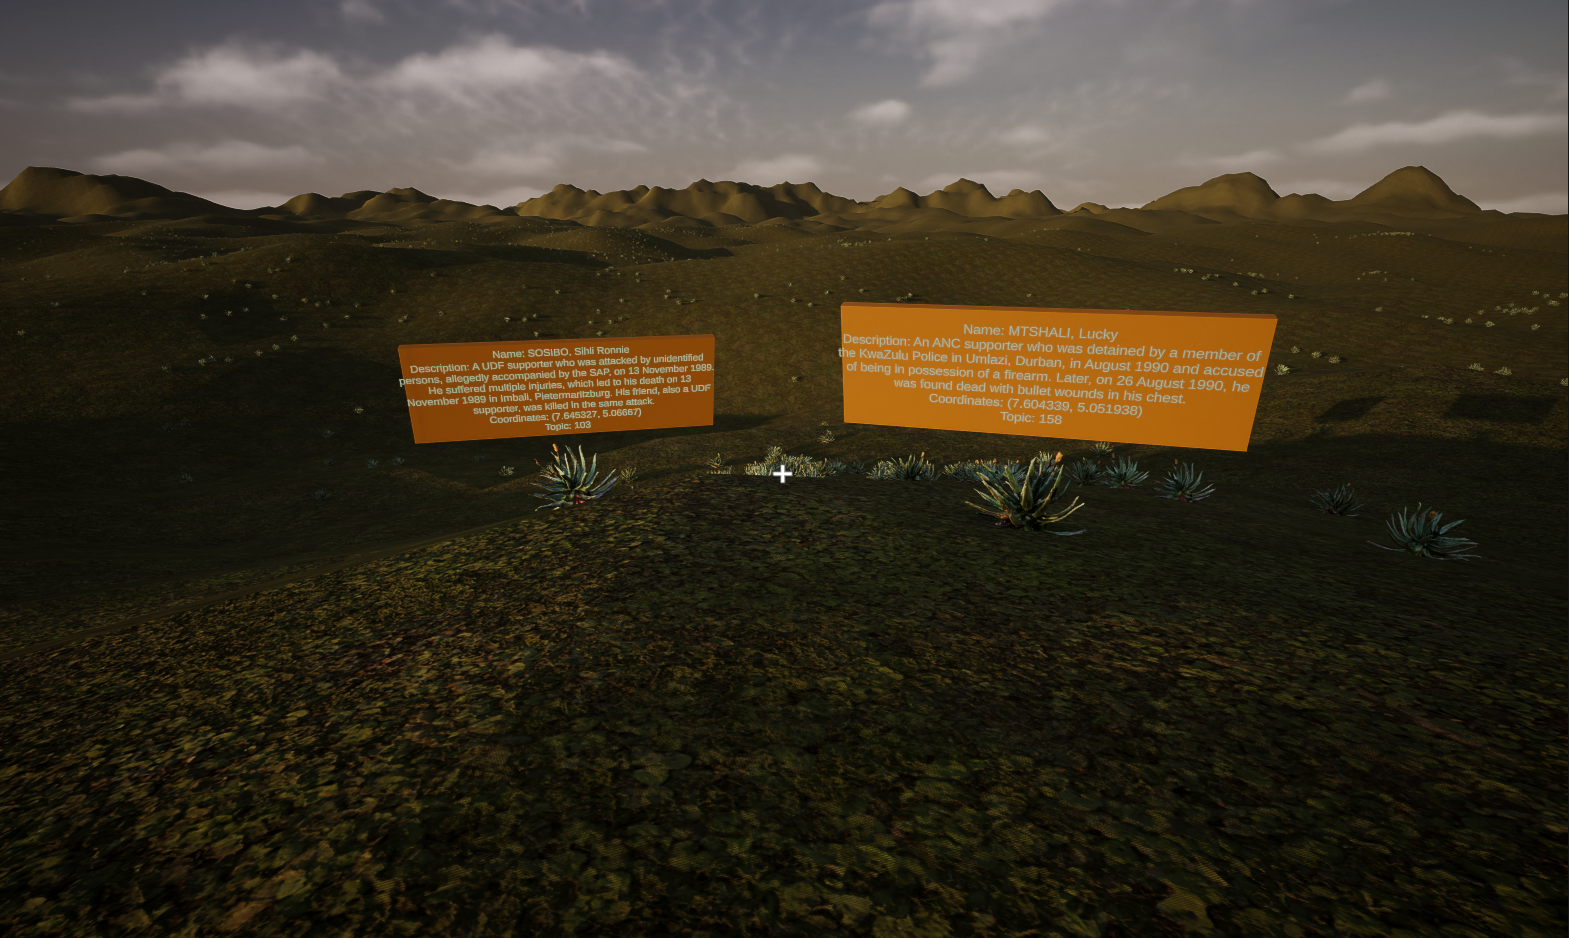 Name: SOSIBO, Sihli Ronnie
Description: A UDF supporter who was attacked by unidentified
persons, allegedly accompanied by the SAP, on 13 November 1989.
He suffered multiple injuries, which led to his death on 13
November 1989 in Imbali, Pietermaritzburg. His friend, also a UDF
supporter, was killed in the same attack.
Coordinates: (7.645327, 5.06667)
Topic: 103
Name: MTSHALI, Lucky
Description: An ANC supporter who was detained by a member of
the KwaZulu Police in Umlazi, Durban, in August 1990 and accused
of being in possession of a firearm. Later, on 26 August 1990, he
was found dead with bullet wounds in his chest.
Coordinates: (7.604339, 5.051938)
Topic: 158